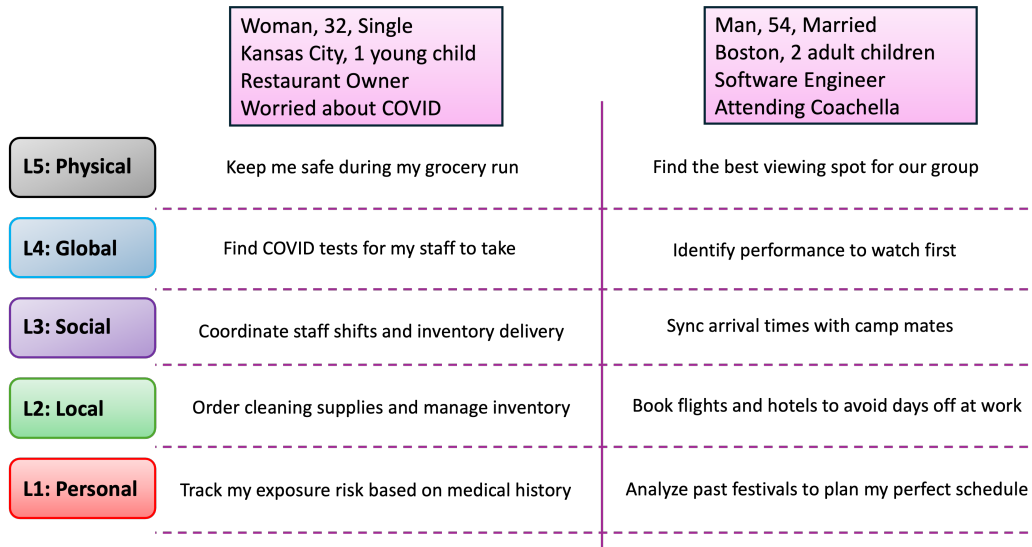 Woman, 32, Single
Kansas City, 1 young child
Restaurant Owner
Worried about COVID
Man, 54, Married
Boston, 2 adult children
Software Engineer
Attending Coachella
L5: Physical
Keep me safe during my grocery run
Find the best viewing spot for our group
L4: Global
Find COVID tests for my staff to take
Identify performance to watch first
L3: Social
Coordinate staff shifts and inventory delivery
Sync arrival times with camp mates
L2: Local
Order cleaning supplies and manage inventory
Book flights and hotels to avoid days off at work
L1: Personal
Track my exposure risk based on medical history
Analyze past festivals to plan my perfect schedule